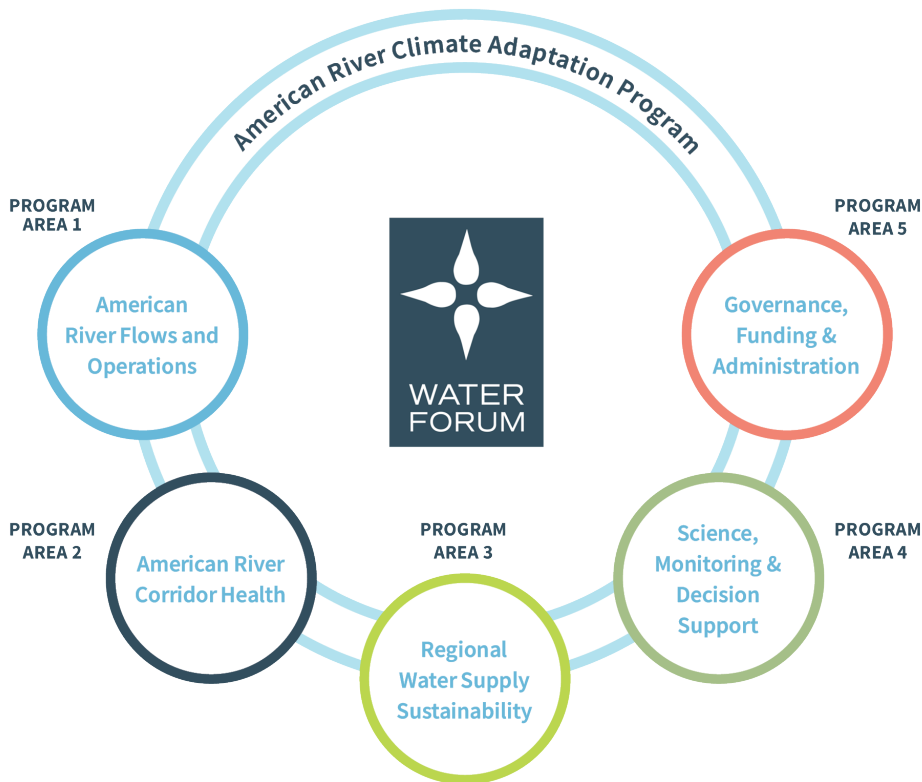 American River Climate Adaptation Program
PROGRAM
AREA 1
American
River Flows and
Operations
PROGRAM
AREA 2
American River
Corridor Health
PROGRAM
AREA 3
Regional
Water Supply
Sustainability
PROGRAM
AREA 4
Science,
Monitoring &
Decision
Support
PROGRAM
AREA 5
Governance,
Funding &
Administration
WATER
FORUM